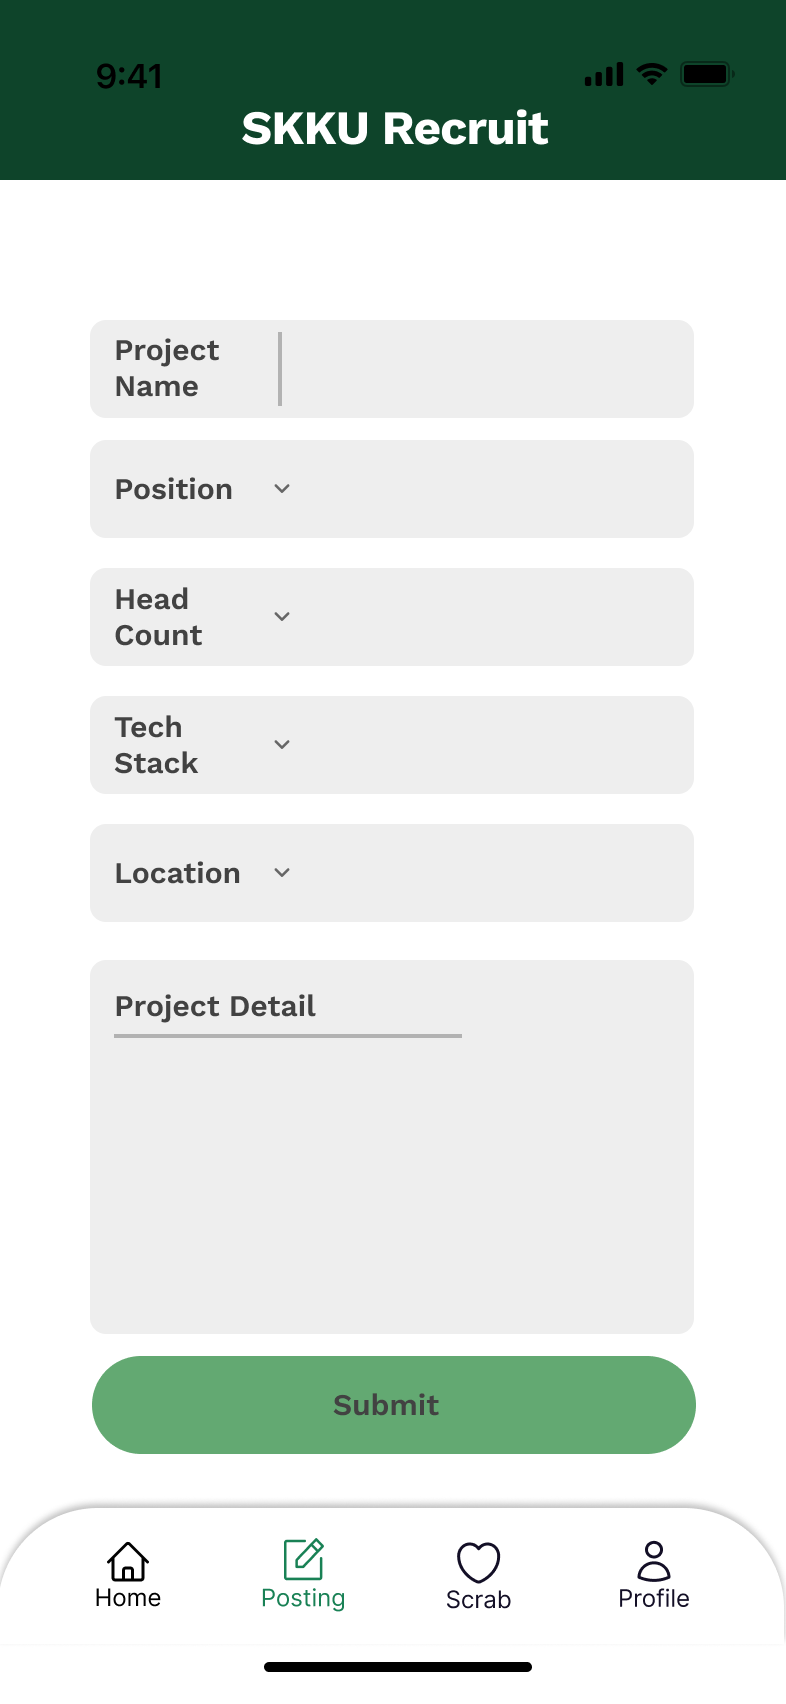 9:41
SKKU Recruit
Project
Name
Position
Head
Count
Tech
Stack
Location
Project Detail
Submit
Home
Posting
Scrab
Profile